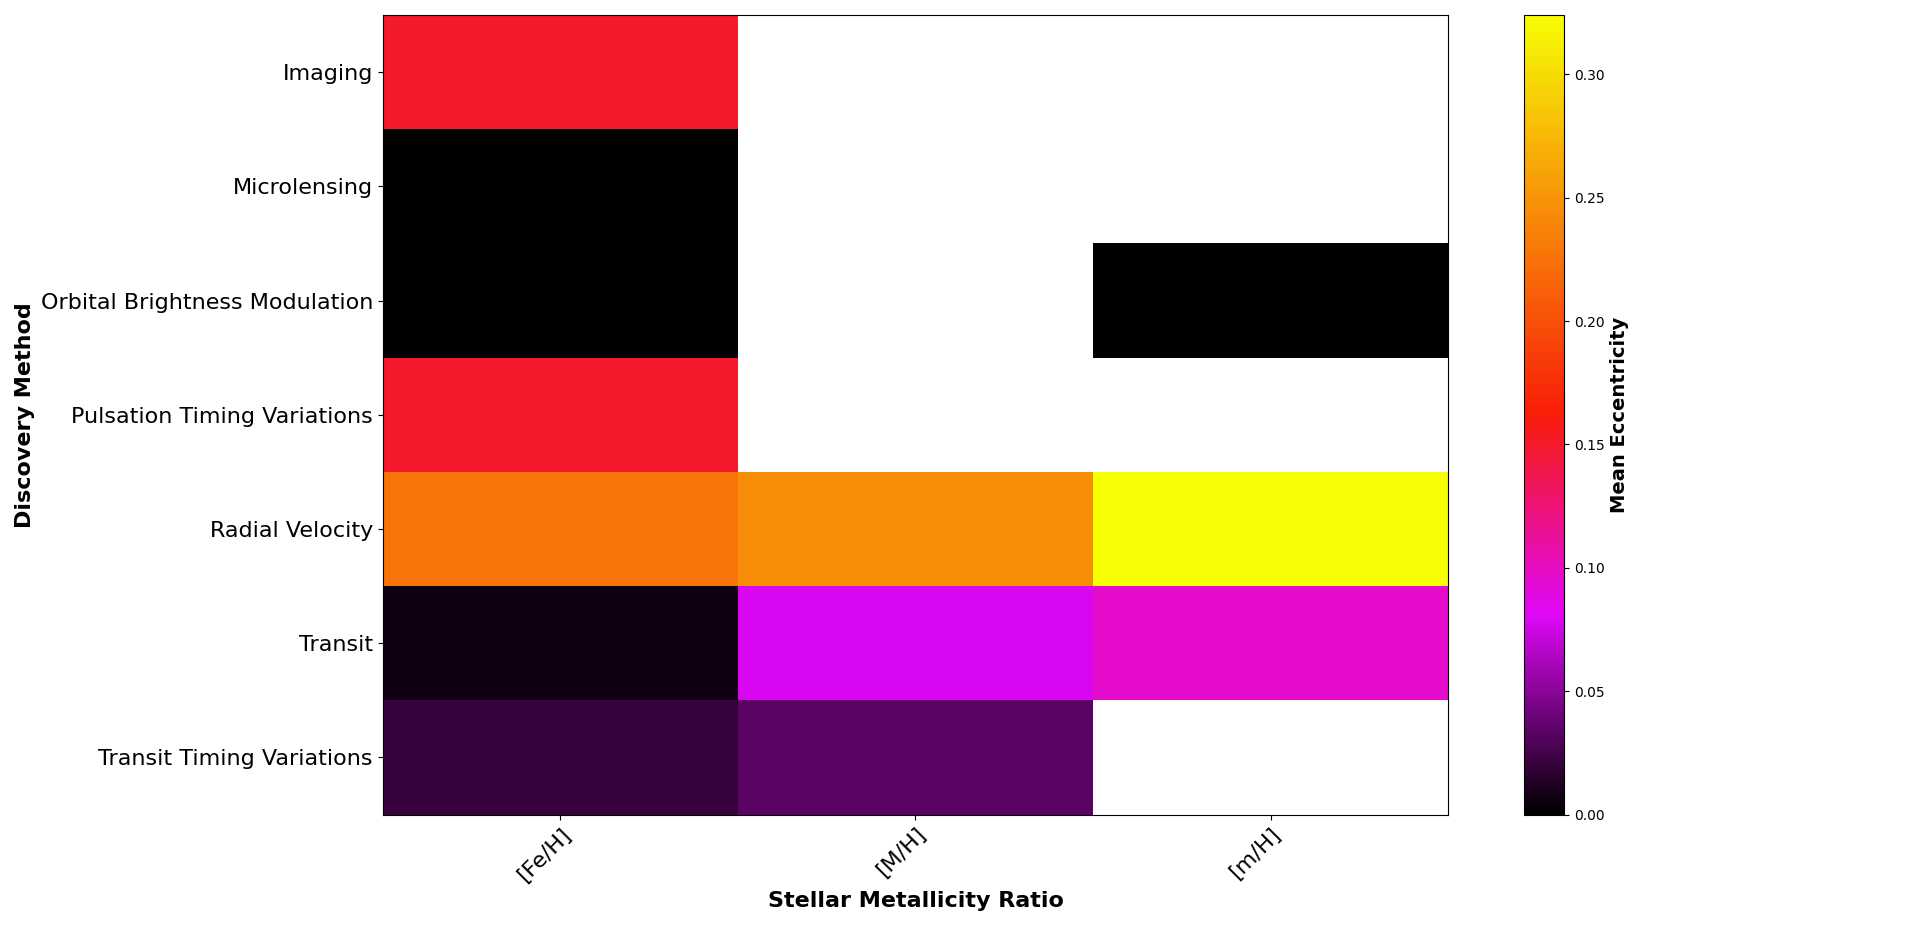 Imaging
Microlensing
Orbital Brightness Modulation
Pulsation Timing Variations
Radial Velocity
Transit
Transit Timing Variations
Discovery Method
[Fe/H]
[M/H]
[m/H]
Stellar Metallicity Ratio
0.30
0.25
0.20
0.15
0.10
0.05
0.00
Mean Eccentricity